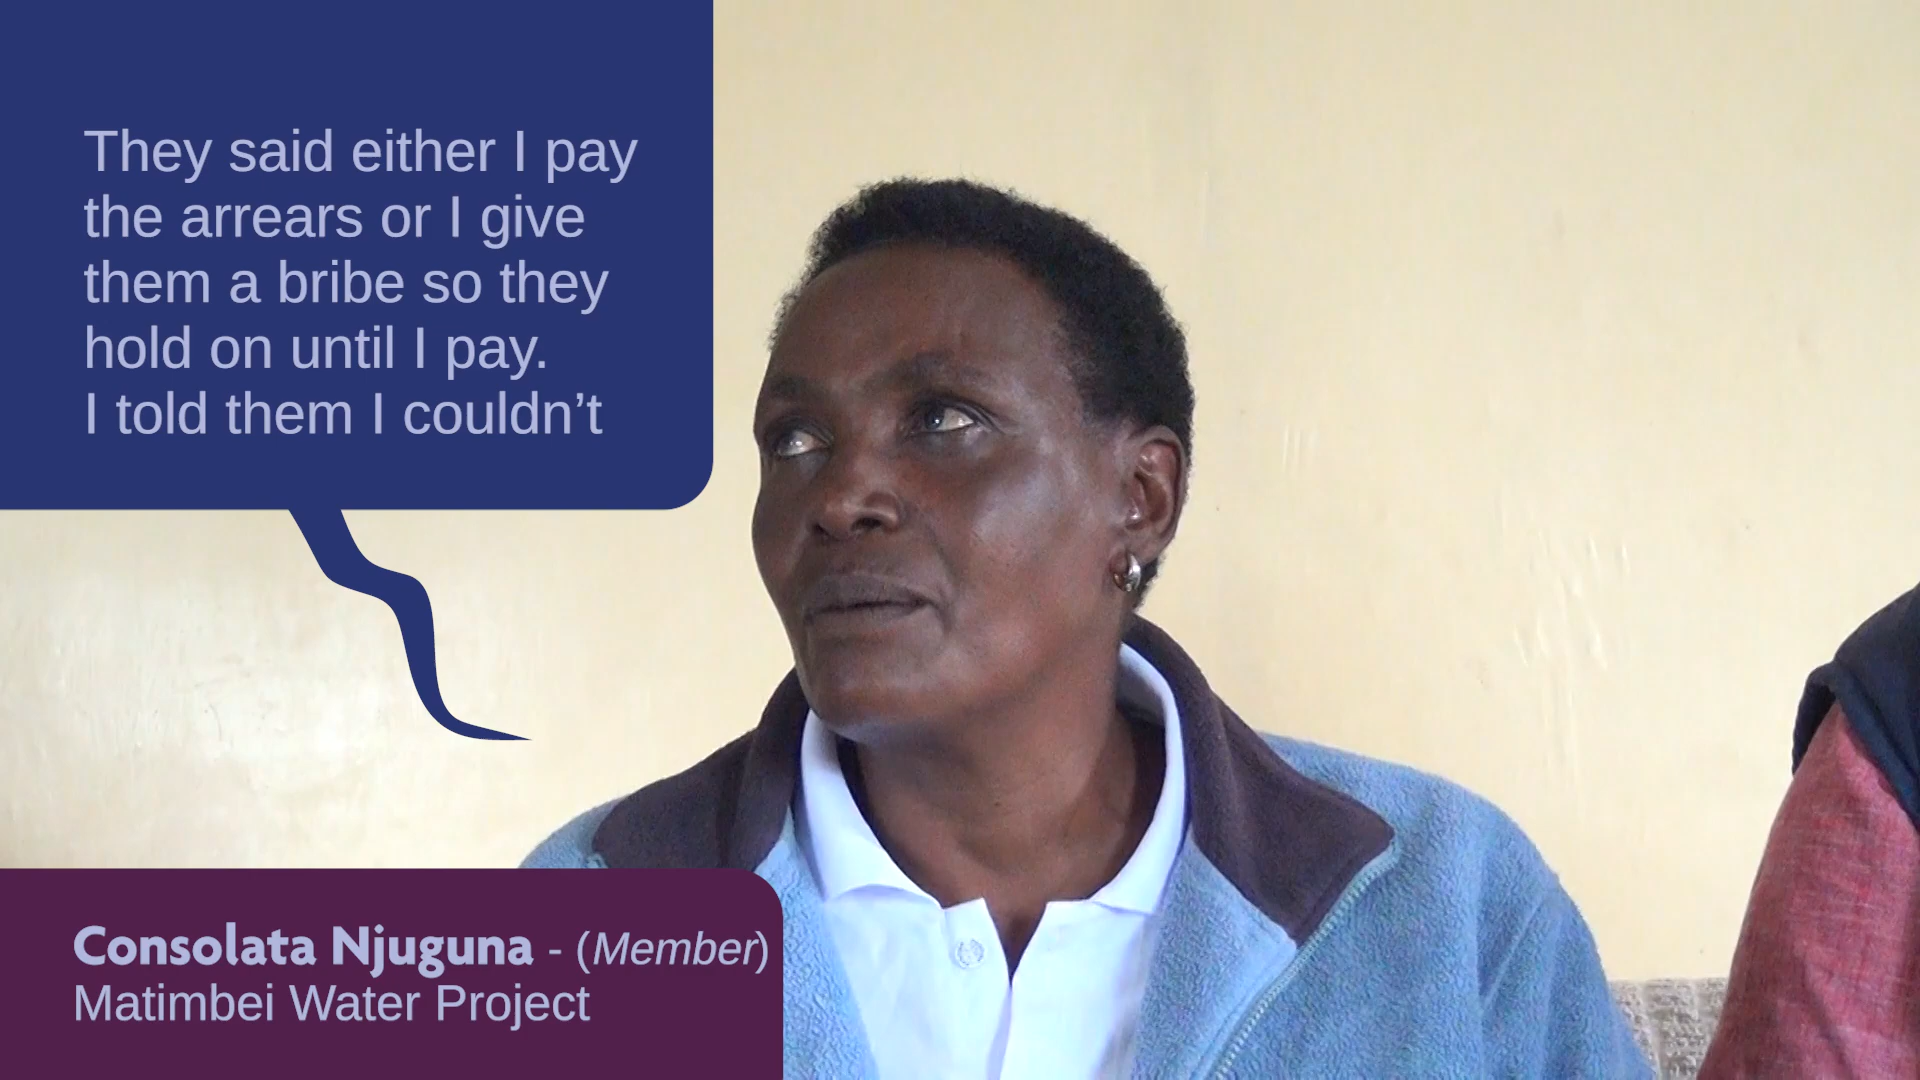 They said either I pay
the arrears or I give
them a bribe so they
hold on until I pay.
I told them I couldn’t
Consolata Njuguna - (Member)
Matimbei Water Project